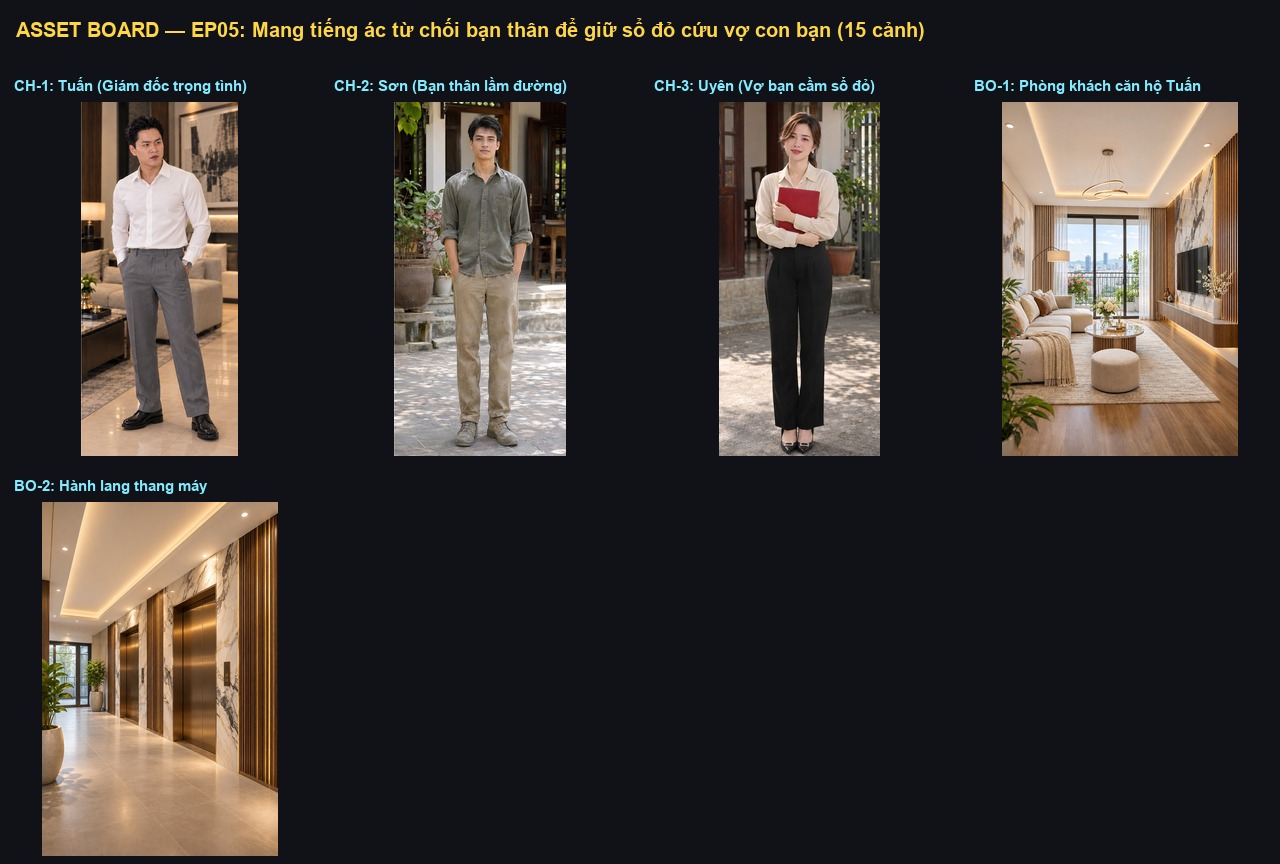 ASSET BOARD — EP05: Mang tiếng ác từ chối bạn thân để giữ sổ đỏ cứu vợ con bạn (15 cảnh)
CH-1: Tuấn (Giám đốc trọng tình)
CH-2: Sơn (Bạn thân lầm đường)
CH-3: Uyên (Vợ bạn cầm sổ đỏ)
BO-1: Phòng khách căn hộ Tuấn
BO-2: Hành lang thang máy